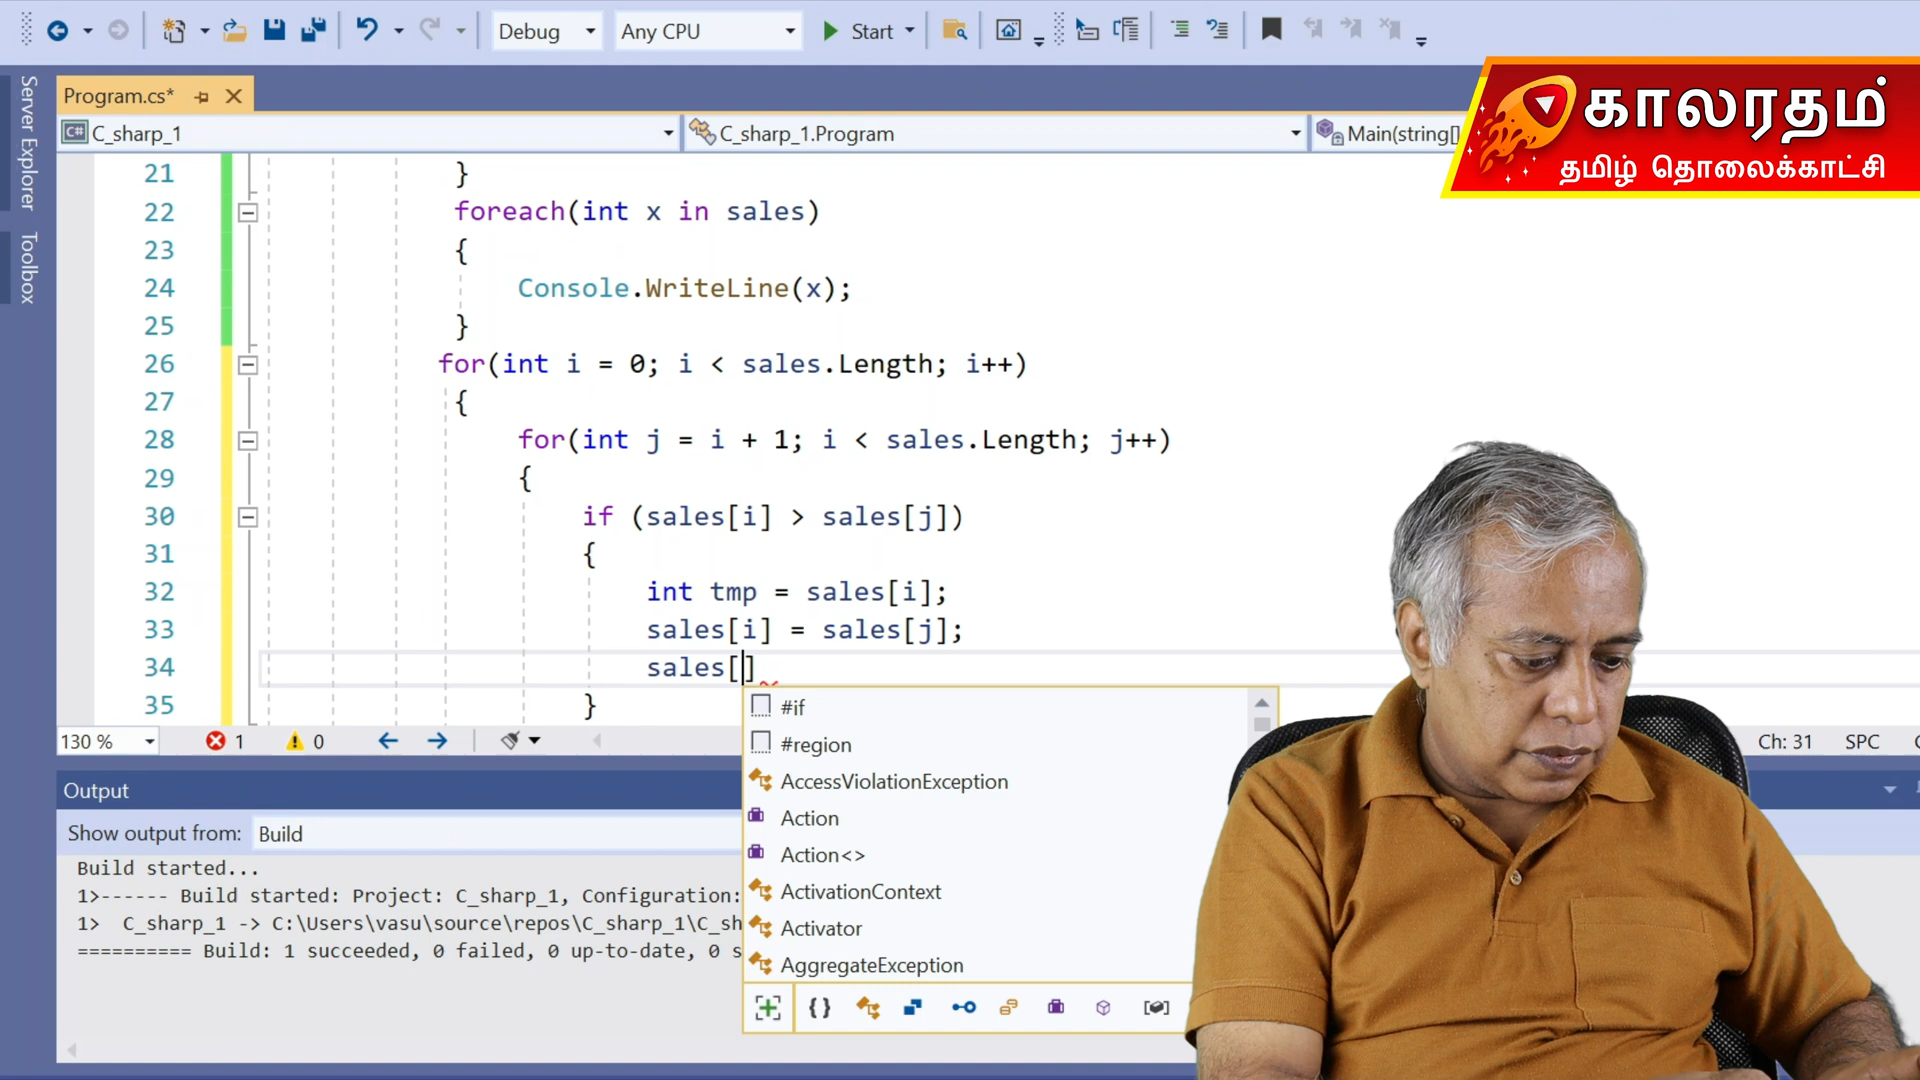 Debug
Any CPU
Start
Server Explorer
Toolbox
Program.cs*
காலரதம்
தமிழ் தொலைக்காட்சி
C# C_sharp_1
C_sharp_1.Program
Main(string[]
21 }
22 foreach(int x in sales)
23 {
24 Console.WriteLine(x);
25 }
26 for(int i = 0; i < sales.Length; i++)
27 {
28 for(int j = i + 1; i < sales.Length; j++)
29 {
30 if (sales[i] > sales[j])
31 {
32 int tmp = sales[i];
33 sales[i] = sales[j];
34 sales[]
35 }
130 %
1
0
Ch: 31
SPC
#if
#region
AccessViolationException
Action
Action<>
ActivationContext
Activator
AggregateException
Output
Show output from: Build
Build started...
1>------ Build started: Project: C_sharp_1, Configuration:
1> C_sharp_1 -> C:\Users\vasu\source\repos\C_sharp_1\C_sh
========== Build: 1 succeeded, 0 failed, 0 up-to-date, 0 s